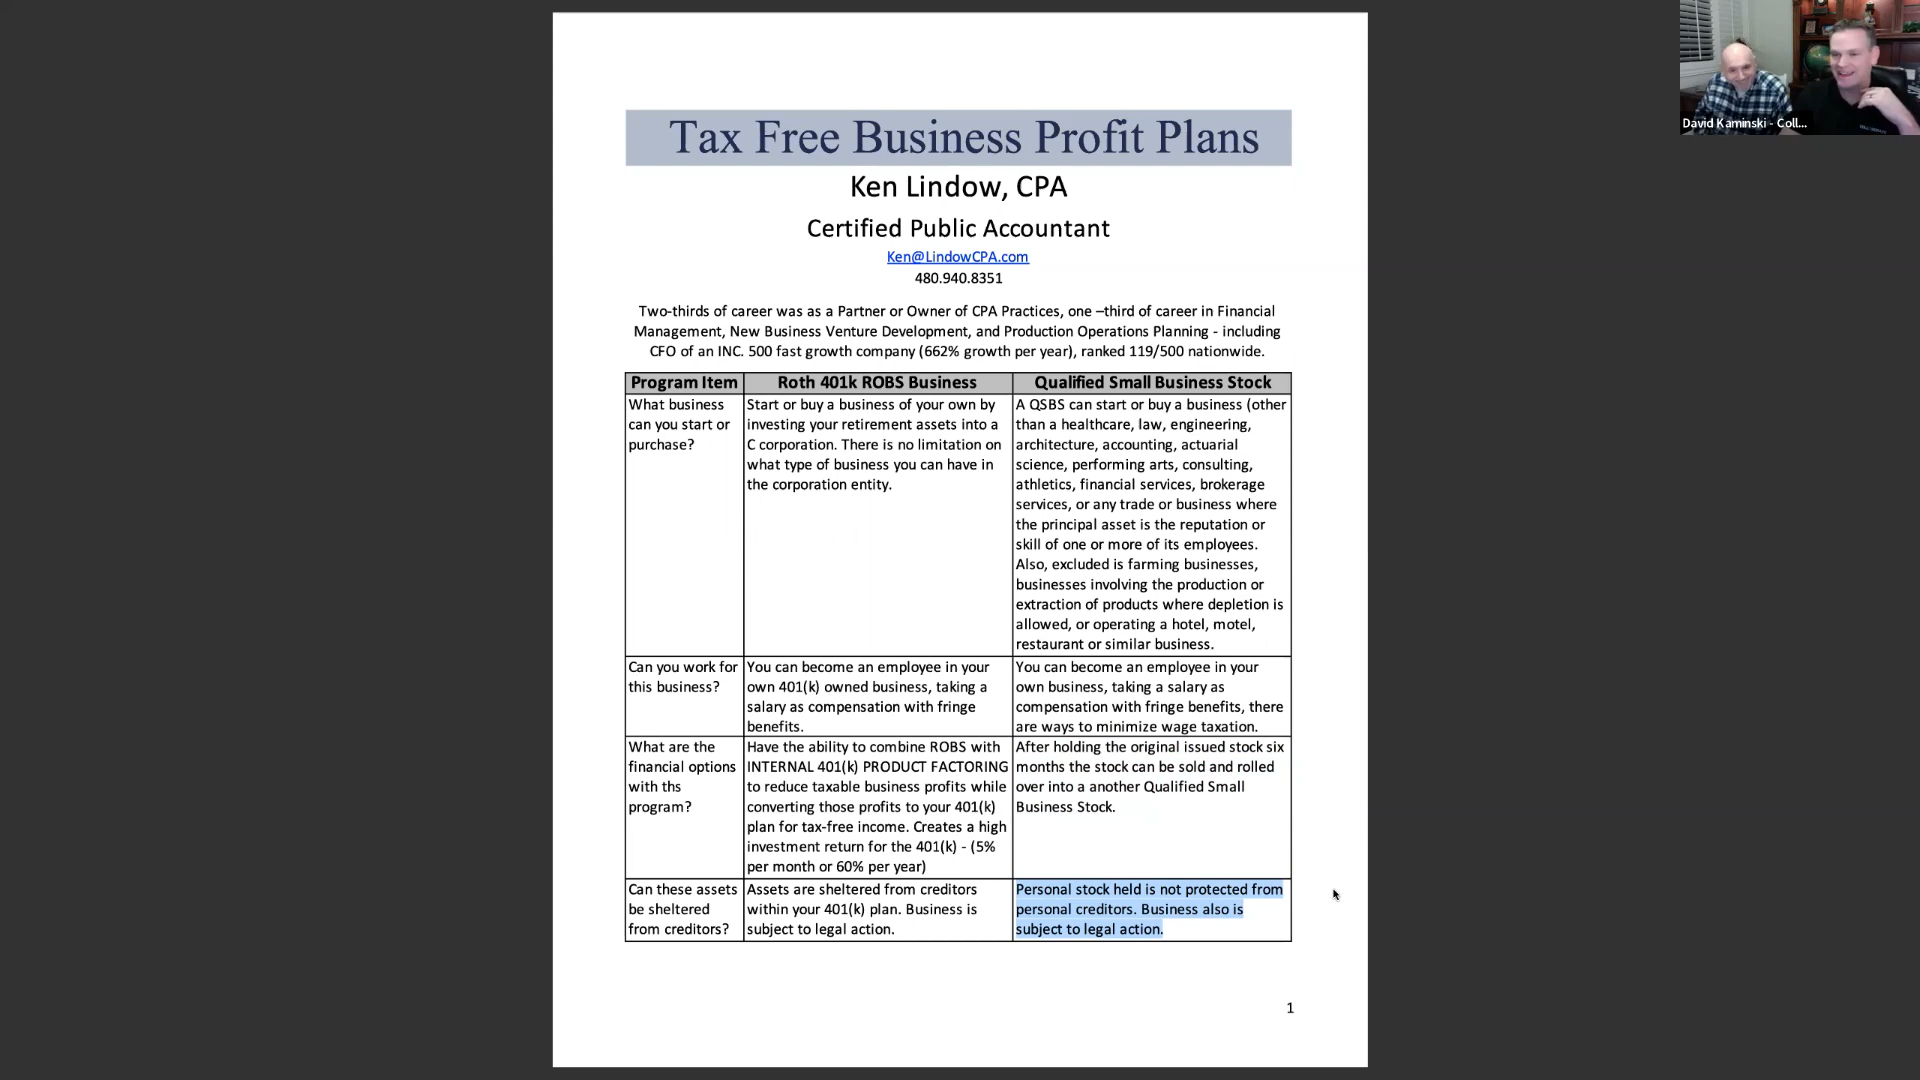 Tax Free Business Profit Plans
Ken Lindow, CPA
Certified Public Accountant
Ken@LindowCPA.com
480.940.8351
Two-thirds of career was as a Partner or Owner of CPA Practices, one –third of career in Financial
Management, New Business Venture Development, and Production Operations Planning - including
CFO of an INC. 500 fast growth company (662% growth per year), ranked 119/500 nationwide.
Program Item
Roth 401k ROBS Business
Qualified Small Business Stock
What business
can you start or
purchase?
Start or buy a business of your own by
investing your retirement assets into a
C corporation. There is no limitation on
what type of business you can have in
the corporation entity.
A QSBS can start or buy a business (other
than a healthcare, law, engineering,
architecture, accounting, actuarial
science, performing arts, consulting,
athletics, financial services, brokerage
services, or any trade or business where
the principal asset is the reputation or
skill of one or more of its employees.
Also, excluded is farming businesses,
businesses involving the production or
extraction of products where depletion is
allowed, or operating a hotel, motel,
restaurant or similar business.
Can you work for
this business?
You can become an employee in your
own 401(k) owned business, taking a
salary as compensation with fringe
benefits.
You can become an employee in your
own business, taking a salary as
compensation with fringe benefits, there
are ways to minimize wage taxation.
What are the
financial options
with ths
program?
Have the ability to combine ROBS with
INTERNAL 401(k) PRODUCT FACTORING
to reduce taxable business profits while
converting those profits to your 401(k)
plan for tax-free income. Creates a high
investment return for the 401(k) - (5%
per month or 60% per year)
After holding the original issued stock six
months the stock can be sold and rolled
over into a another Qualified Small
Business Stock.
Can these assets
be sheltered
from creditors?
Assets are sheltered from creditors
within your 401(k) plan. Business is
subject to legal action.
Personal stock held is not protected from
personal creditors. Business also is
subject to legal action.
1
David Kaminski - Coll...